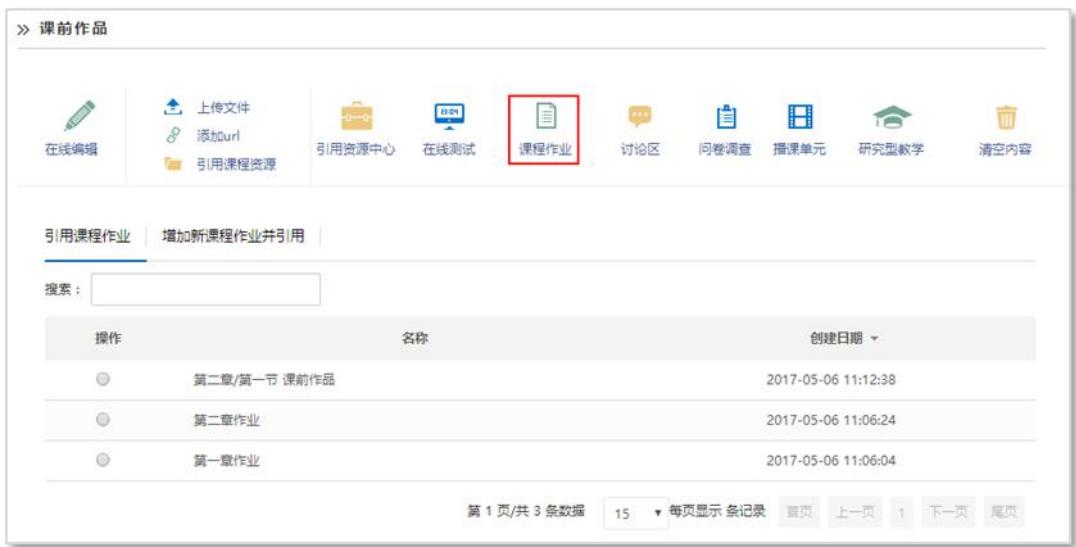 课前作品
上传文件
添加url
引用课程资源
在线编辑
引用资源中心
在线测试
课程作业
讨论区
问卷调查
播课单元
研究型教学
清空内容
引用课程作业 增加新课程作业并引用
搜索：
操作 名称 创建日期
第二章/第一节 课前作品 2017-05-06 11:12:38
第二章作业 2017-05-06 11:06:24
第一章作业 2017-05-06 11:06:04
第 1 页/共 3 条数据 15 每页显示 条记录 首页 上一页 1 下一页 尾页